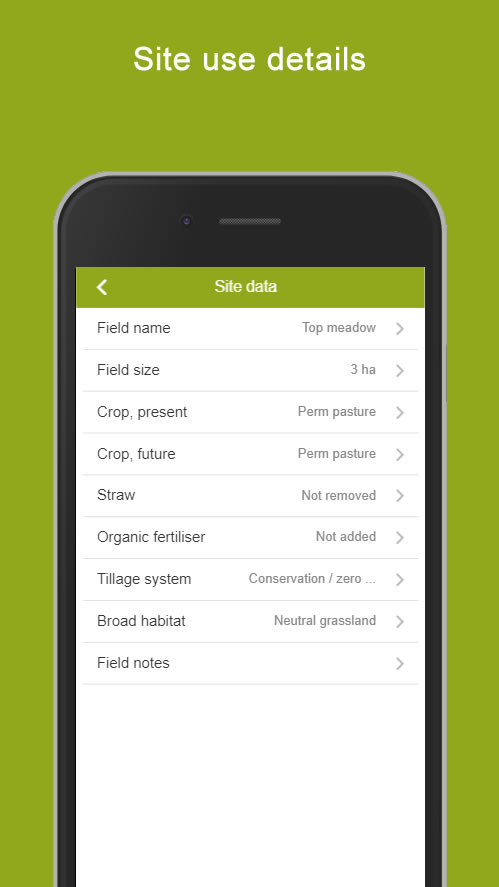 Site use details
Site data
Field name Top meadow
Field size 3 ha
Crop, present Perm pasture
Crop, future Perm pasture
Straw Not removed
Organic fertiliser Not added
Tillage system Conservation / zero ...
Broad habitat Neutral grassland
Field notes